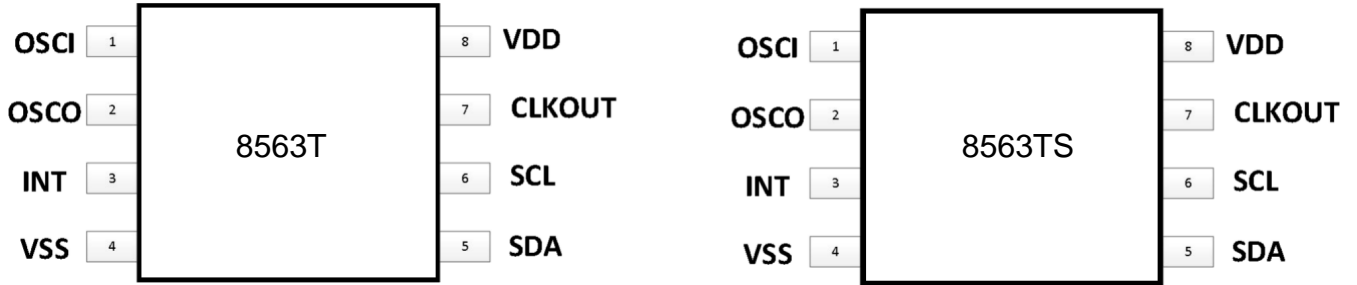 OSCI 1 8 VDD
OSCO 2 7 CLKOUT
8563T
INT 3 6 SCL
VSS 4 5 SDA
OSCI 1 8 VDD
OSCO 2 7 CLKOUT
8563TS
INT 3 6 SCL
VSS 4 5 SDA